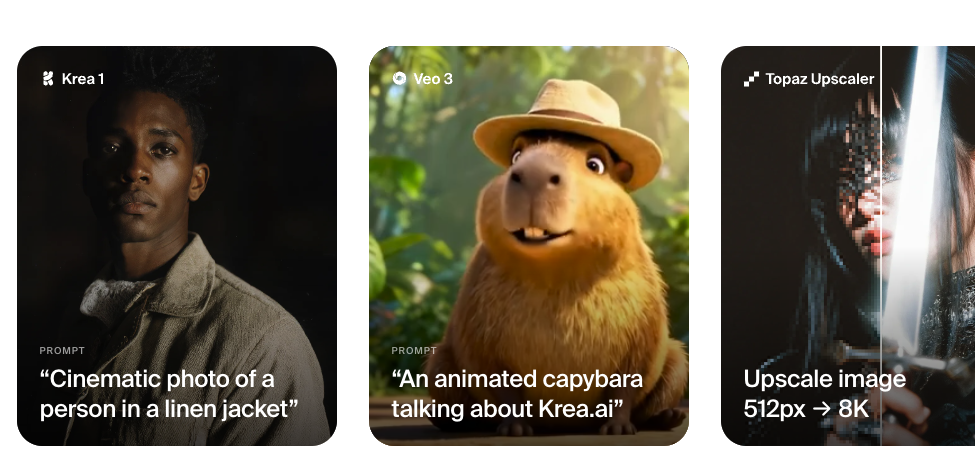 Krea 1
PROMPT
“Cinematic photo of a
person in a linen jacket”
Veo 3
PROMPT
“An animated capybara
talking about Krea.ai”
Topaz Upscaler
Upscale image
512px → 8K